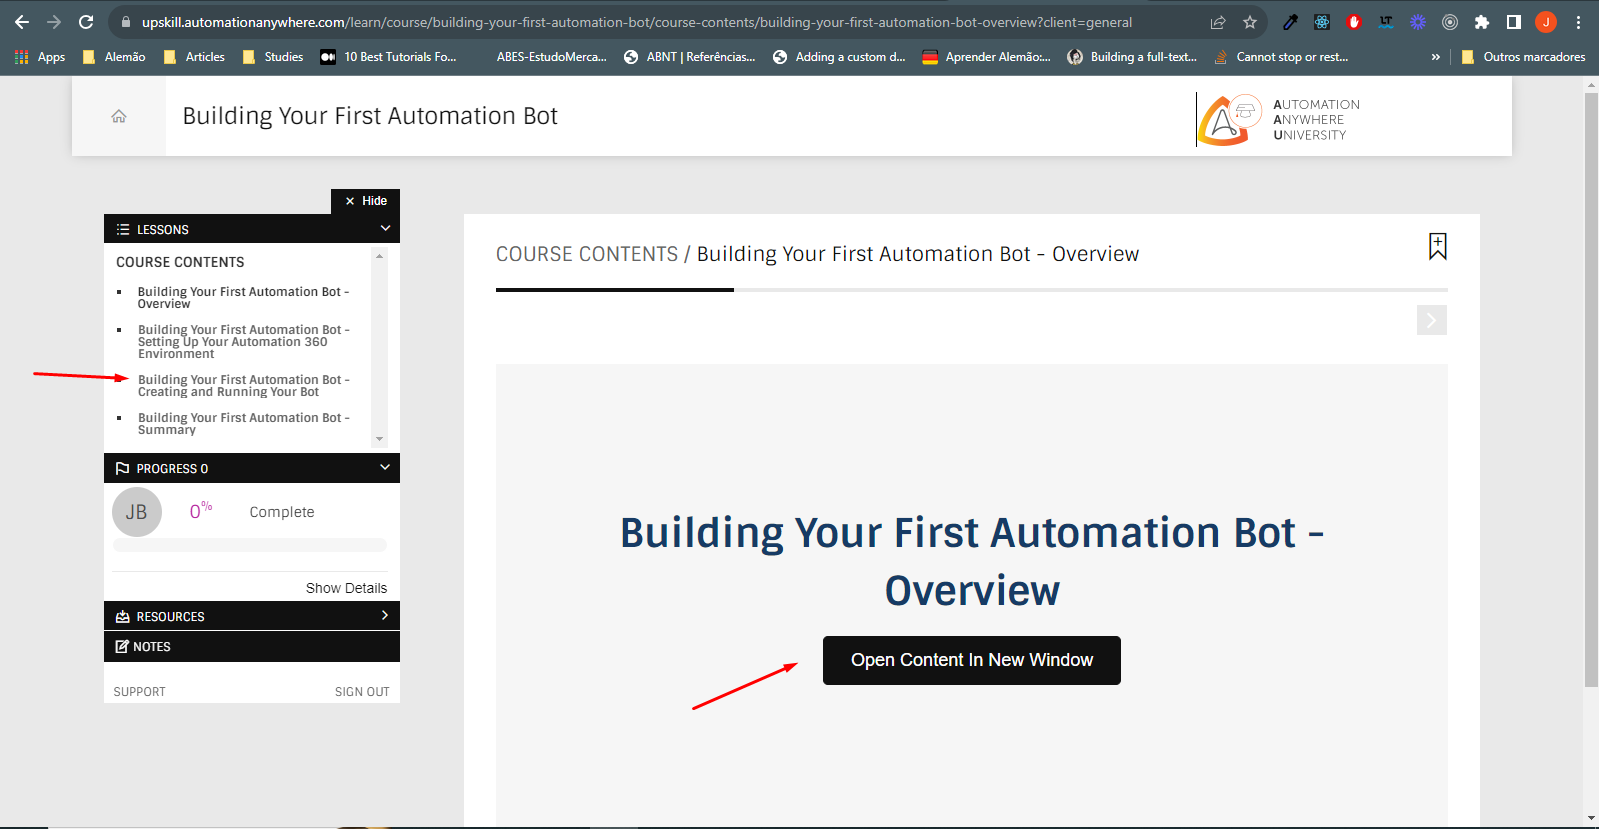 upskill.automationanywhere.com/learn/course/building-your-first-automation-bot/course-contents/building-your-first-automation-bot-overview?client=general
LT
J
Apps
Alemão
Articles
Studies
10 Best Tutorials Fo...
ABES-EstudoMerca...
ABNT | Referências...
Adding a custom d...
Aprender Alemão:...
Building a full-text...
Cannot stop or rest...
»
Outros marcadores
Building Your First Automation Bot
AUTOMATION
ANYWHERE
UNIVERSITY
× Hide
LESSONS
COURSE CONTENTS
Building Your First Automation Bot -
Overview
Building Your First Automation Bot -
Setting Up Your Automation 360
Environment
Building Your First Automation Bot -
Creating and Running Your Bot
Building Your First Automation Bot -
Summary
PROGRESS 0
JB
0%
Complete
Show Details
RESOURCES
NOTES
SUPPORT
SIGN OUT
COURSE CONTENTS / Building Your First Automation Bot - Overview
Building Your First Automation Bot -
Overview
Open Content In New Window